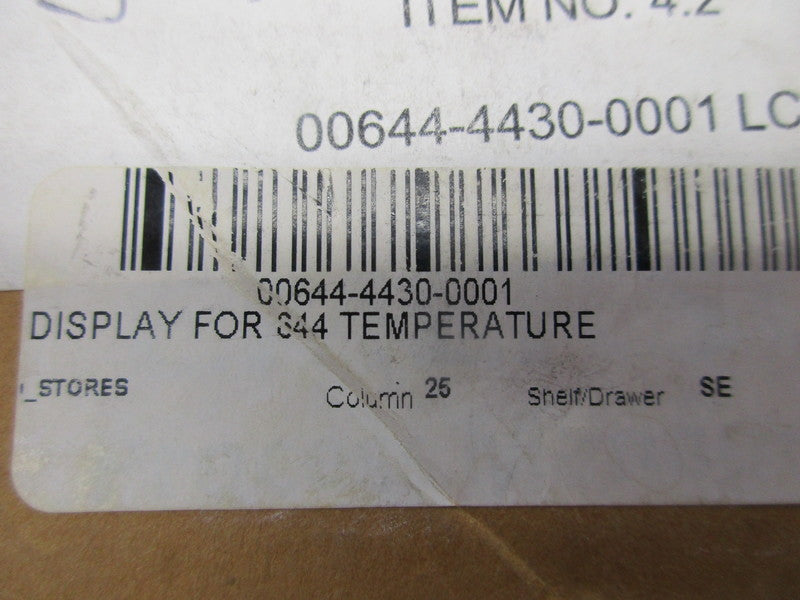 ITEM NO. 4.2
00644-4430-0001 LC
00644-4430-0001
DISPLAY FOR 644 TEMPERATURE
_STORES Column 25 Shelf/Drawer SE